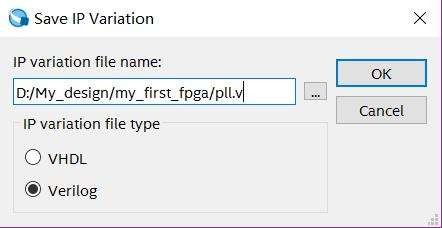 Save IP Variation
IP variation file name:
D:/My_design/my_first_fpga/pll.v
...
OK
Cancel
IP variation file type
VHDL
Verilog